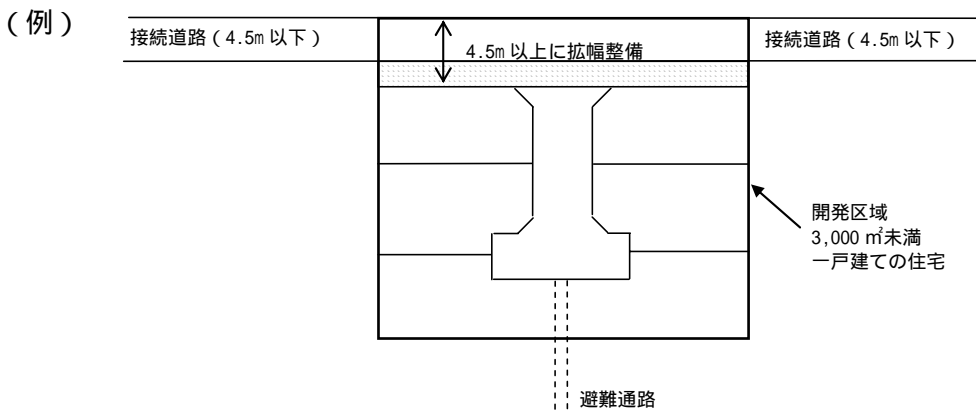 （例）
接続道路（4.5m 以下）
4.5m 以上に拡幅整備
接続道路（4.5m 以下）
開発区域
3,000 ㎡未満
一戸建ての住宅
避難通路